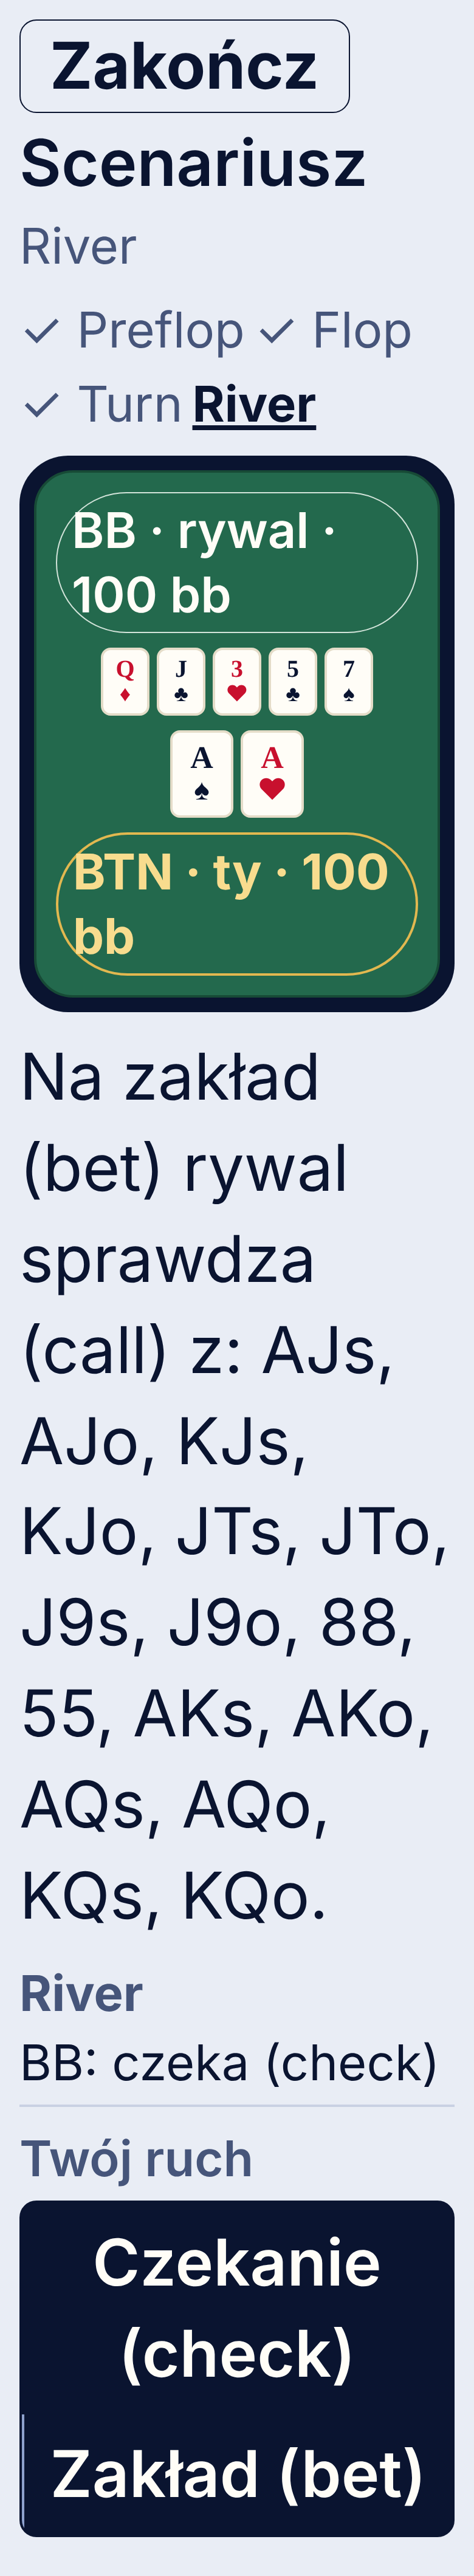 Zakończ
Scenariusz
River
✓ Preflop ✓ Flop
✓ Turn River
BB · rywal ·
100 bb
Q J 3 5 7
♦ ♣ ♥ ♣ ♠
A A
♠ ♥
BTN · ty · 100
bb
Na zakład
(bet) rywal
sprawdza
(call) z: AJs,
AJo, KJs,
KJo, JTs, JTo,
J9s, J9o, 88,
55, AKs, AKo,
AQs, AQo,
KQs, KQo.
River
BB: czeka (check)
Twój ruch
Czekanie
(check)
Zakład (bet)